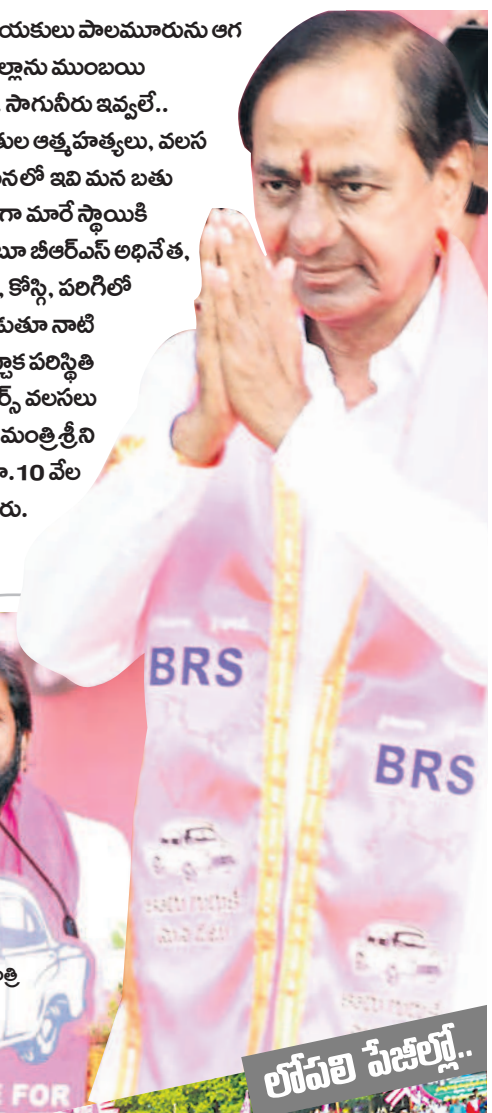 యకులు పాలమూరును ఆగ
ల్లాను ముంబయి
సాగునీరు ఇవ్వలే..
తుల ఆత్మహత్యలు, వలస
నలో ఇవి మన బతు
గా మారే స్థాయికి
లూ బీఆర్ఎస్ అధినేత,
, కోస్గి, పరిగిలో
డుతూ నాటి
చ్చాక పరిస్థితి
ర్స్ వలసలు
మంత్రి శ్రీని
.10 వేల
రు.
BRS
BRS
త్రి
FOR
లోపలి పేజీల్లో..